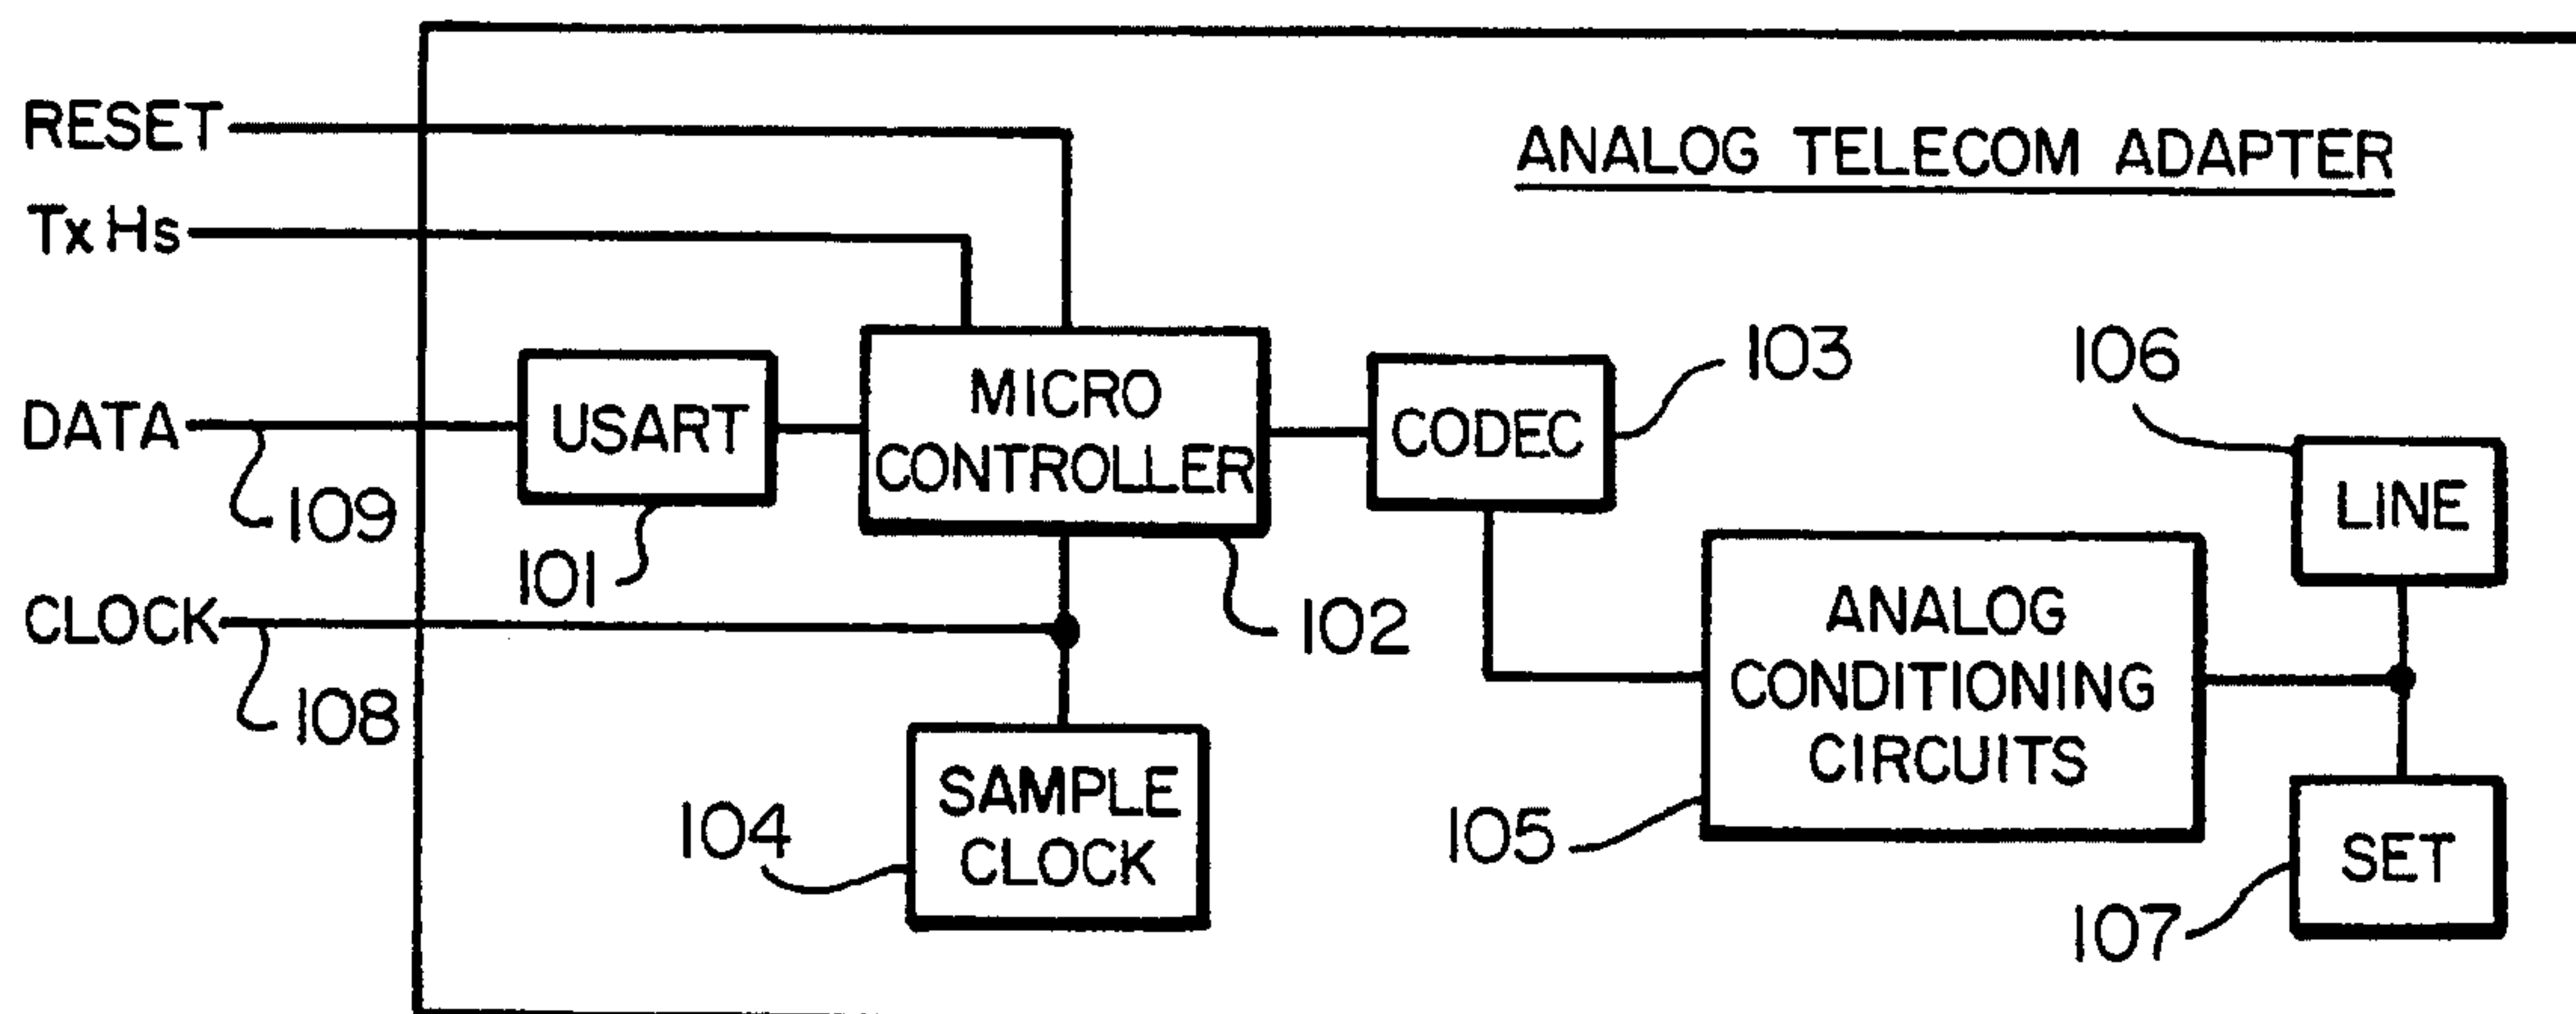 RESET
ANALOG TELECOM ADAPTER
Tx Hs
DATA
109
USART
101
MICRO
CONTROLLER
102
CODEC
103
106
LINE
CLOCK
108
104
SAMPLE
CLOCK
105
ANALOG
CONDITIONING
CIRCUITS
SET
107